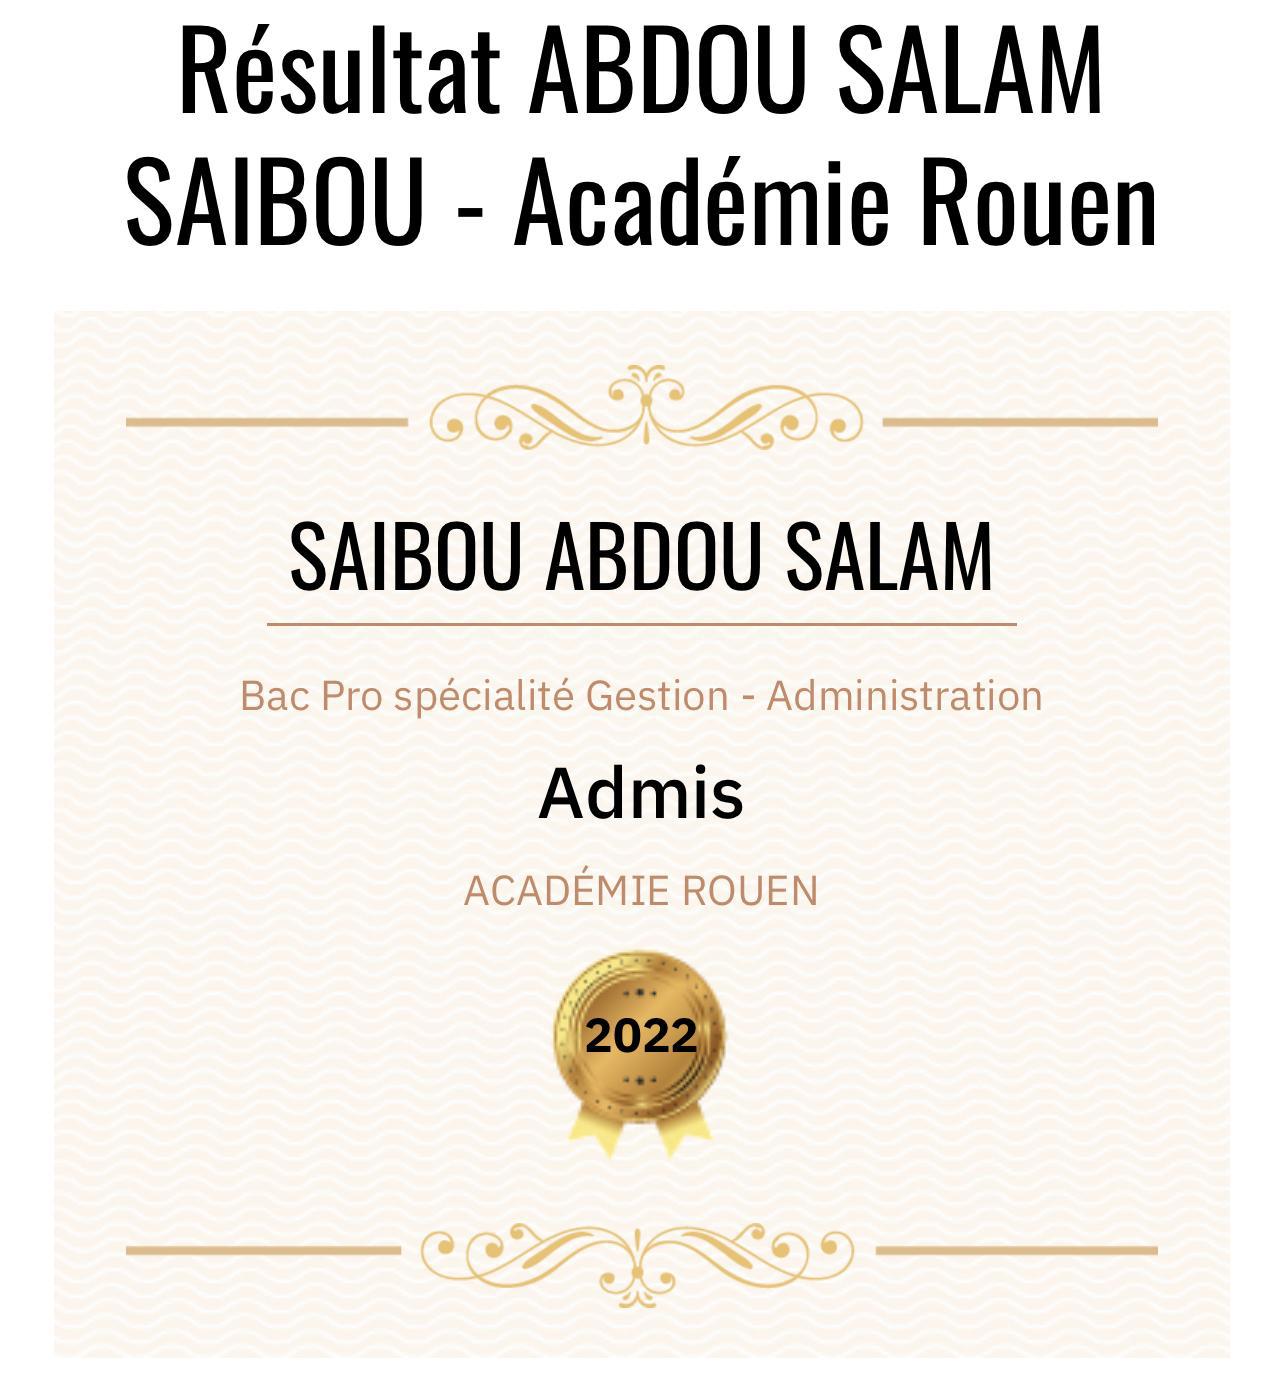 Résultat ABDOU SALAM
SAIBOU - Académie Rouen
SAIBOU ABDOU SALAM
Bac Pro spécialité Gestion - Administration
Admis
ACADÉMIE ROUEN
2022